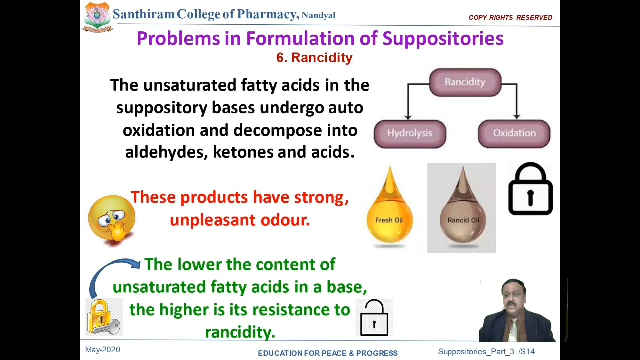 Santhiram College of Pharmacy, Nandyal
COPY RIGHTS RESERVED
Problems in Formulation of Suppositories
6. Rancidity
The unsaturated fatty acids in the
suppository bases undergo auto
oxidation and decompose into
aldehydes, ketones and acids.
Rancidity
Hydrolysis
Oxidation
These products have strong,
unpleasant odour.
Fresh Oil
Rancid Oil
The lower the content of
unsaturated fatty acids in a base,
the higher is its resistance to
rancidity.
May-2020
EDUCATION FOR PEACE & PROGRESS
Suppositories_Part_3 /S14